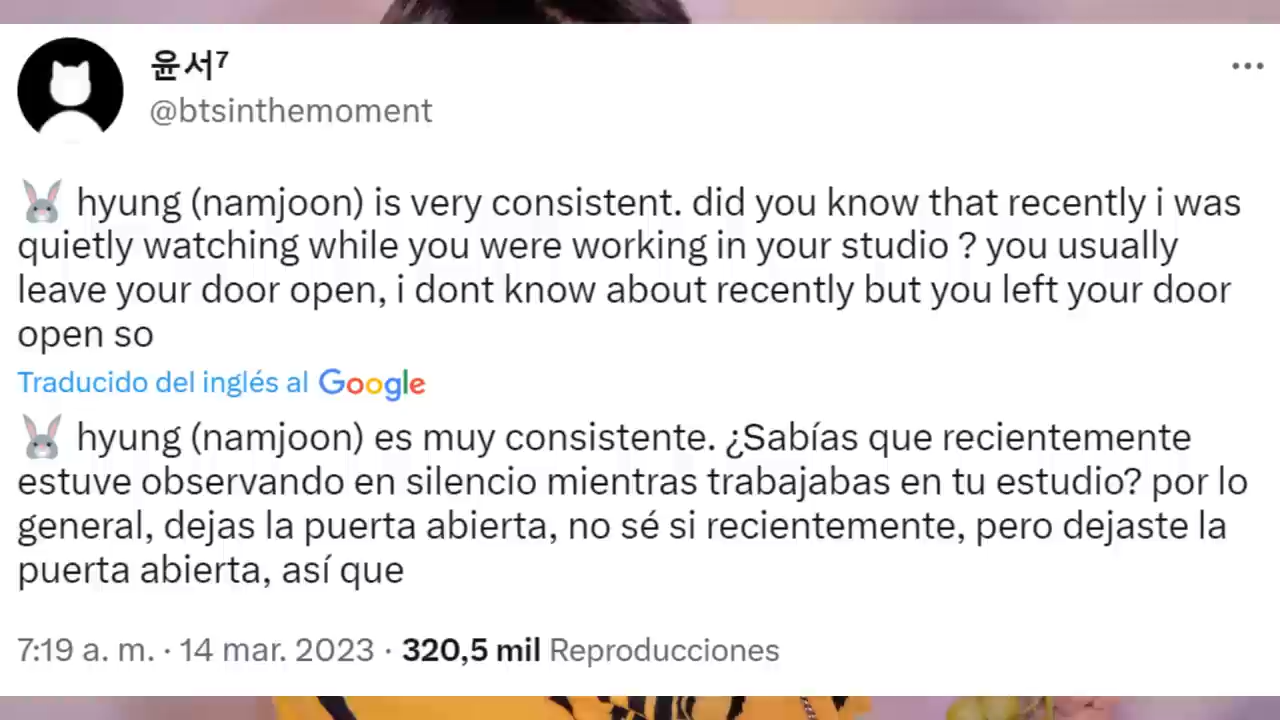 윤서⁷
@btsinthemoment
🐰 hyung (namjoon) is very consistent. did you know that recently i was
quietly watching while you were working in your studio ? you usually
leave your door open, i dont know about recently but you left your door
open so
Traducido del inglés al Google
🐰 hyung (namjoon) es muy consistente. ¿Sabías que recientemente
estuve observando en silencio mientras trabajabas en tu estudio? por lo
general, dejas la puerta abierta, no sé si recientemente, pero dejaste la
puerta abierta, así que
7:19 a. m. · 14 mar. 2023 · 320,5 mil Reproducciones